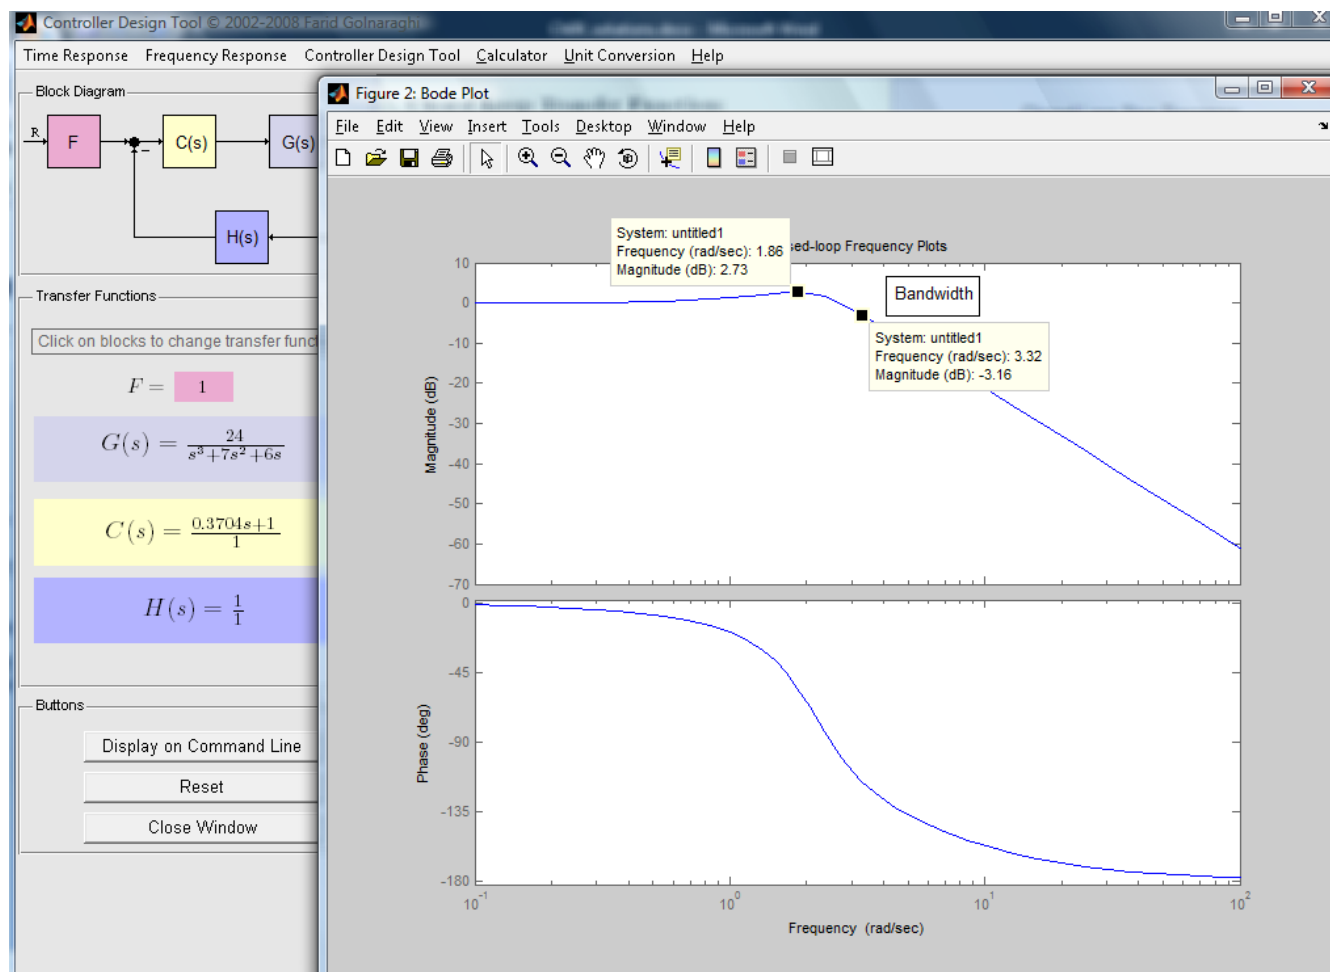 Controller Design Tool © 2002-2008 Farid Golnaraghi
Time Response Frequency Response Controller Design Tool Calculator Unit Conversion Help
Block Diagram
R
F
C(s)
G(s)
H(s)
Transfer Functions
Click on blocks to change transfer funct
F = 1
G(s) = 24 / s³+7s²+6s
C(s) = 0.3704s+1 / 1
H(s) = 1 / 1
Buttons
Display on Command Line
Reset
Close Window
Figure 2: Bode Plot
File Edit View Insert Tools Desktop Window Help
sed-loop Frequency Plots
System: untitled1
Frequency (rad/sec): 1.86
Magnitude (dB): 2.73
Bandwidth
System: untitled1
Frequency (rad/sec): 3.32
Magnitude (dB): -3.16
Magnitude (dB)
10
0
-10
-20
-30
-40
-50
-60
-70
Phase (deg)
0
-45
-90
-135
-180
10⁻¹ 10⁰ 10¹ 10²
Frequency (rad/sec)